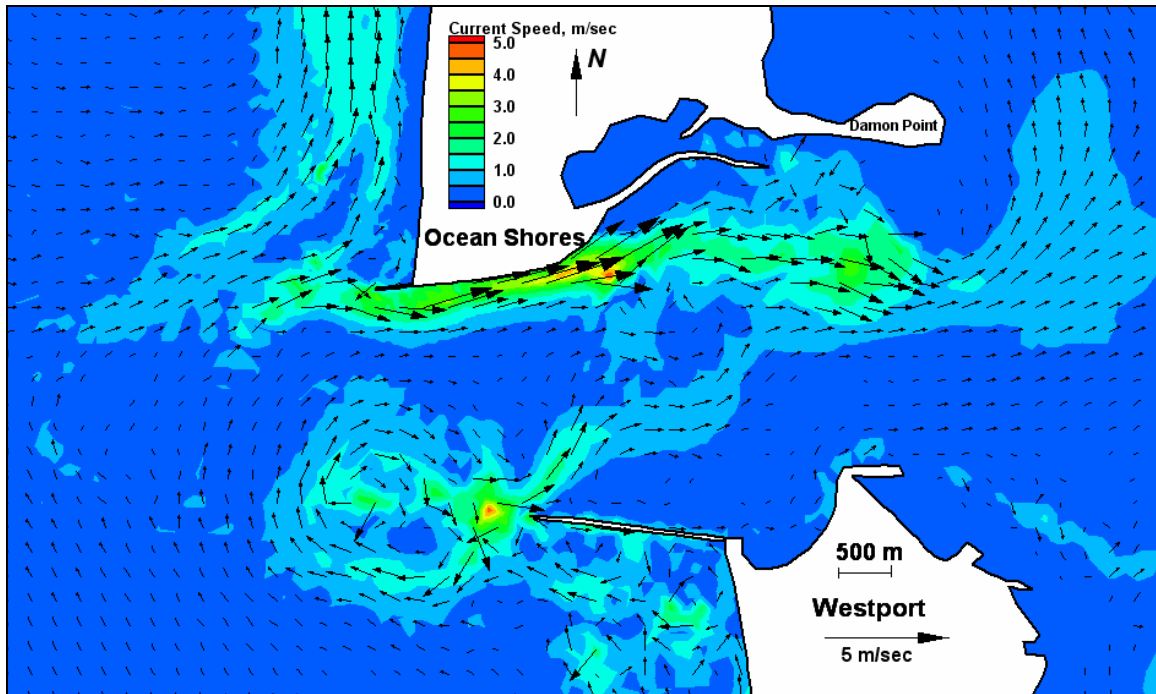 Current Speed, m/sec
5.0
4.0
3.0
2.0
1.0
0.0
N
Damon Point
Ocean Shores
500 m
Westport
5 m/sec